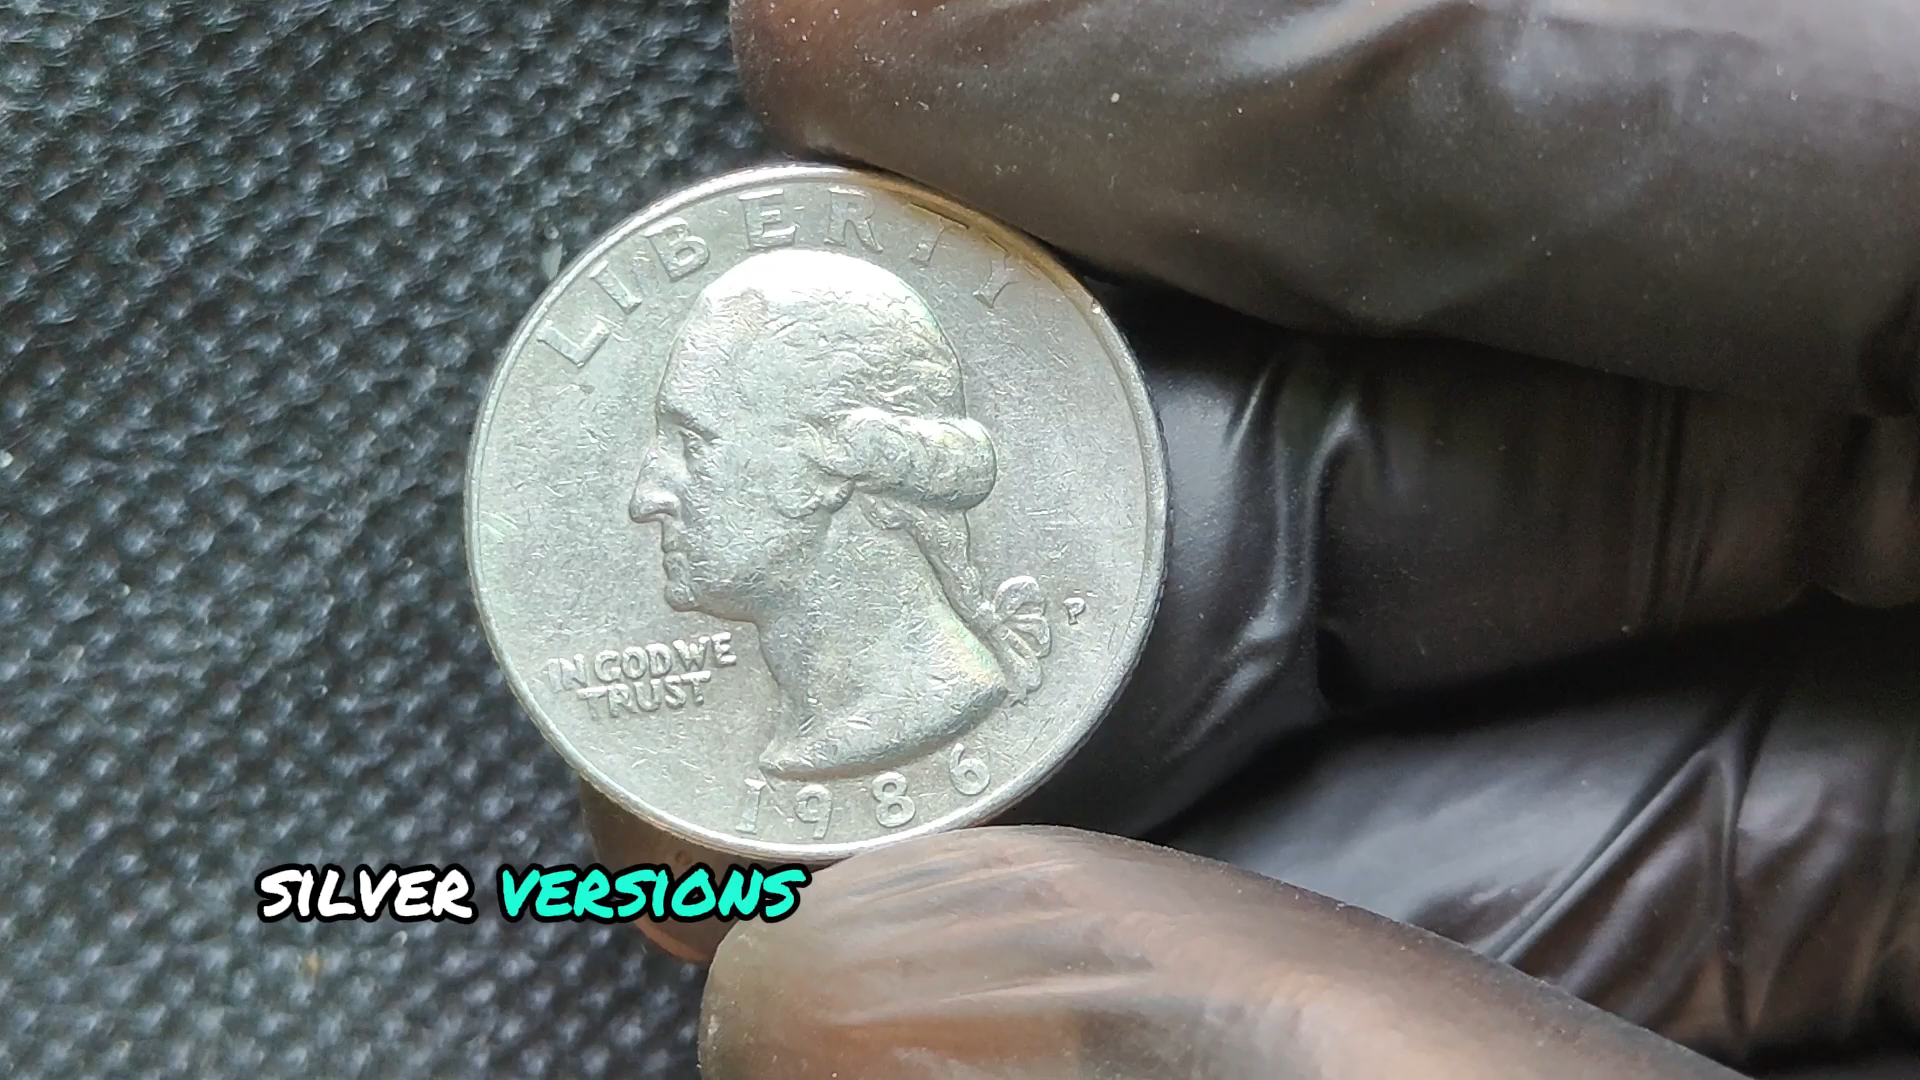 LIBERTY
P
IN GOD WE
TRUST
1986
SILVER VERSIONS